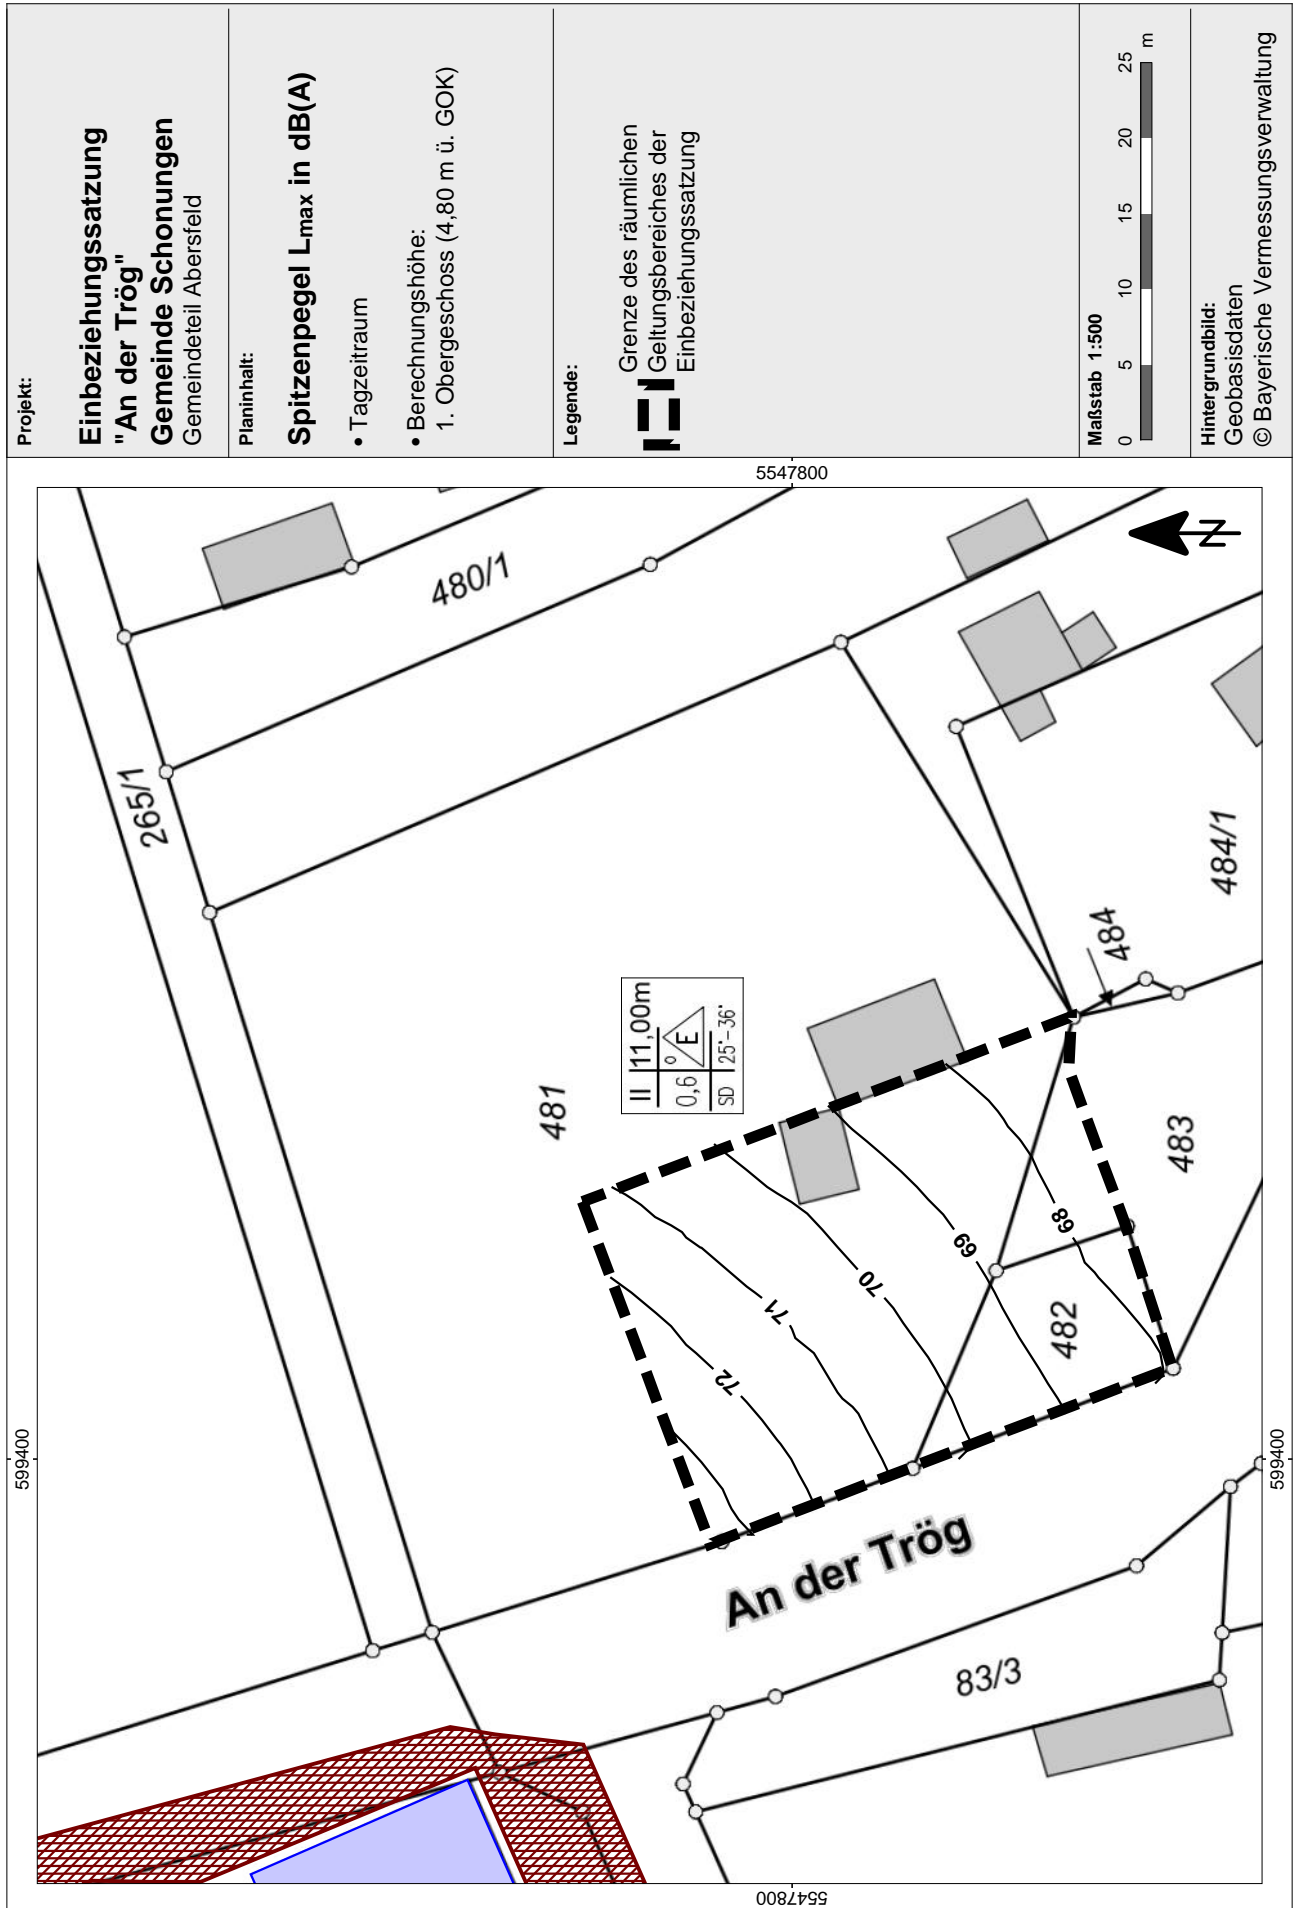 Projekt:
Einbeziehungssatzung
"An der Trög"
Gemeinde Schonungen
Gemeindeteil Abersfeld
Planinhalt:
Spitzenpegel Lmax in dB(A)
• Tagzeitraum
• Berechnungshöhe:
1. Obergeschoss (4,80 m ü. GOK)
Legende:
Grenze des räumlichen
Geltungsbereiches der
Einbeziehungssatzung
Maßstab 1:500
0 5 10 15 20 25 m
Hintergrundbild:
Geobasisdaten
© Bayerische Vermessungsverwaltung
5547800
599400
480/1
265/1
481
II 11,00m
0,6 o E
SD 25°-36°
484
484/1
483
482
72
71
70
69
68
An der Trög
83/3
N
599400
5547800